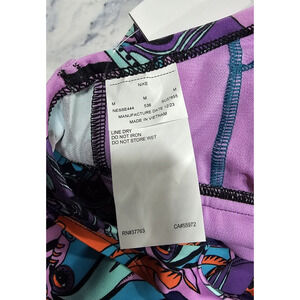 NIKE
M M M
NESSE444 536
MANUFACTURE DATE 12/23
MADE IN VIETNAM
LINE DRY
DO NOT IRON
DO NOT STORE WET
RN#37763 CA#55972